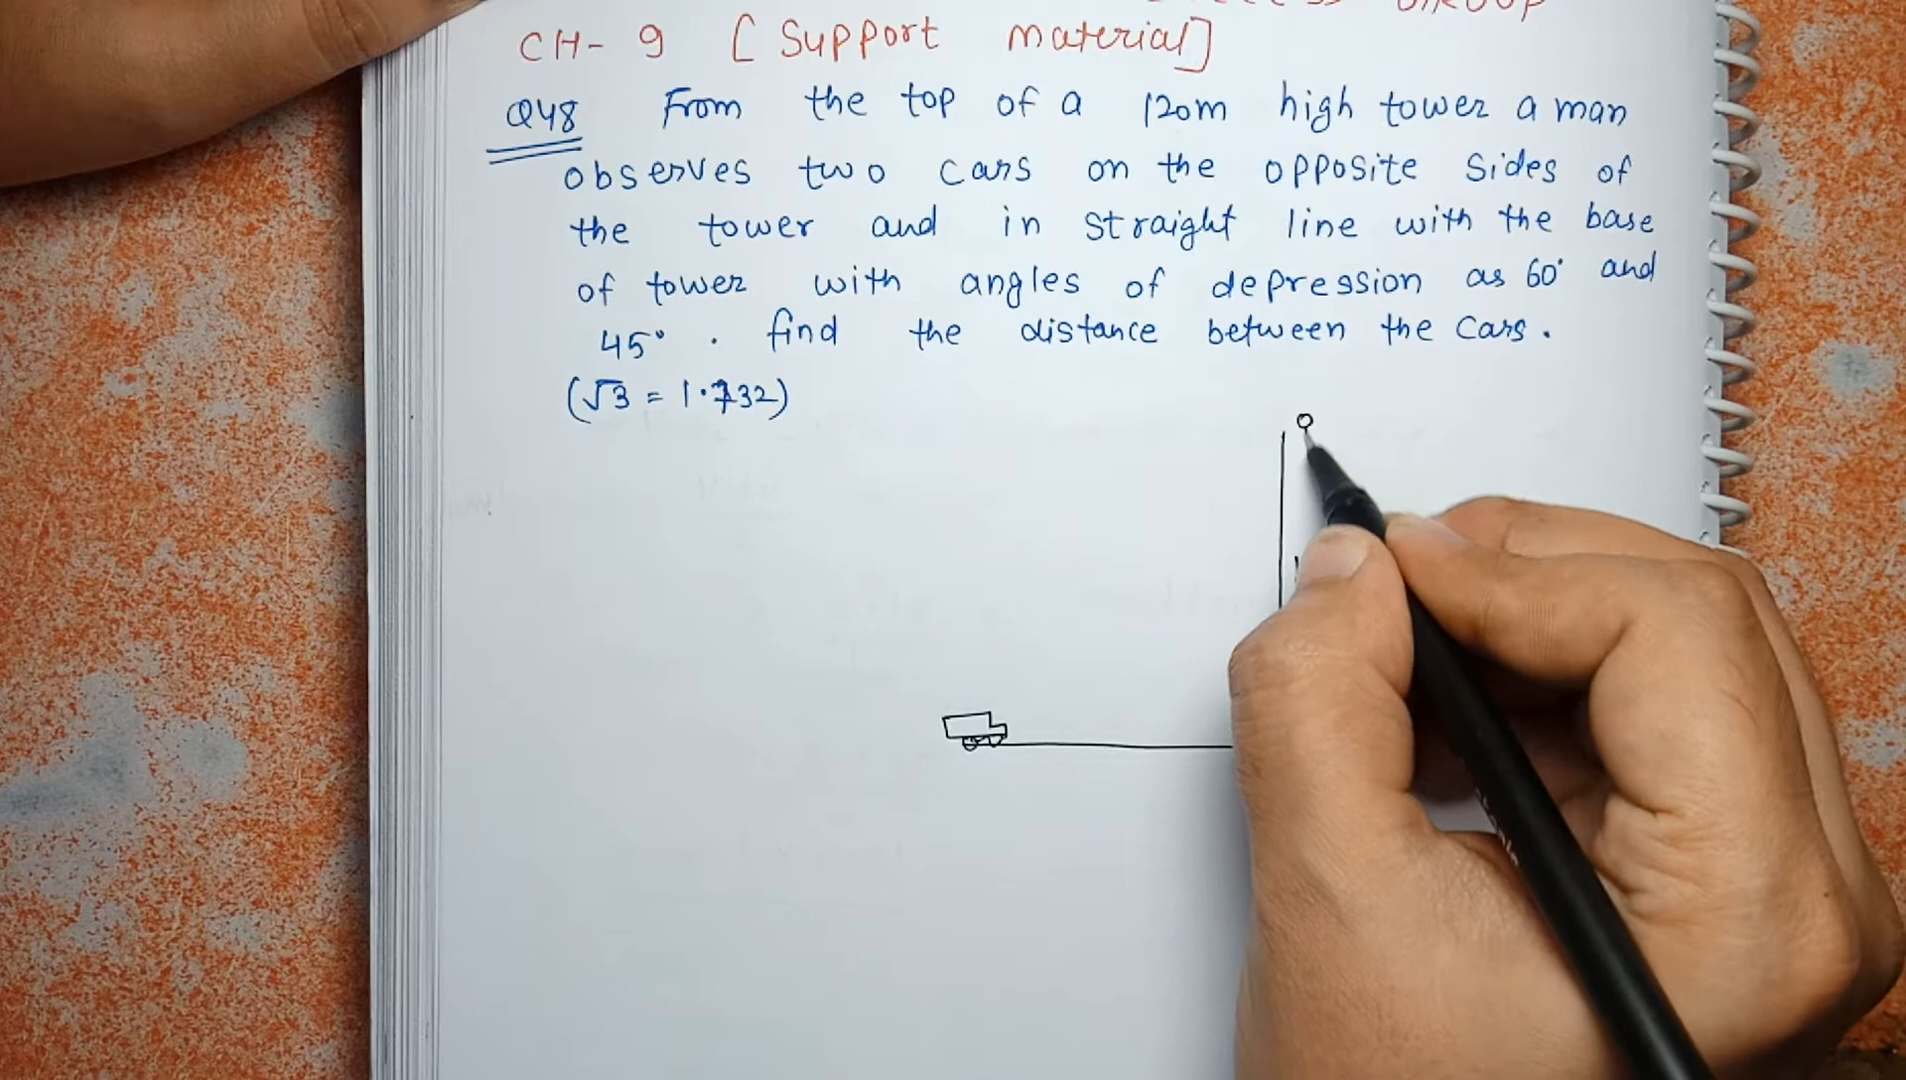 CH- 9 [Support material]
Q48 From the top of a 120m high tower a man
observes two cars on the opposite sides of
the tower and in straight line with the base
of tower with angles of depression as 60° and
45° . find the distance between the cars.
(√3 = 1.732)